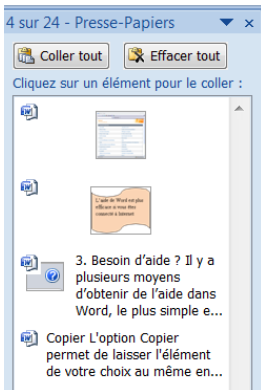 4 sur 24 - Presse-Papiers
Coller tout
Effacer tout
Cliquez sur un élément pour le coller :
L'aide de Word est plus
efficace si vous êtes
connecté à Internet
3. Besoin d'aide ? Il y a
plusieurs moyens
d'obtenir de l'aide dans
Word, le plus simple e...
Copier L'option Copier
permet de laisser l'élément
de votre choix au même en...